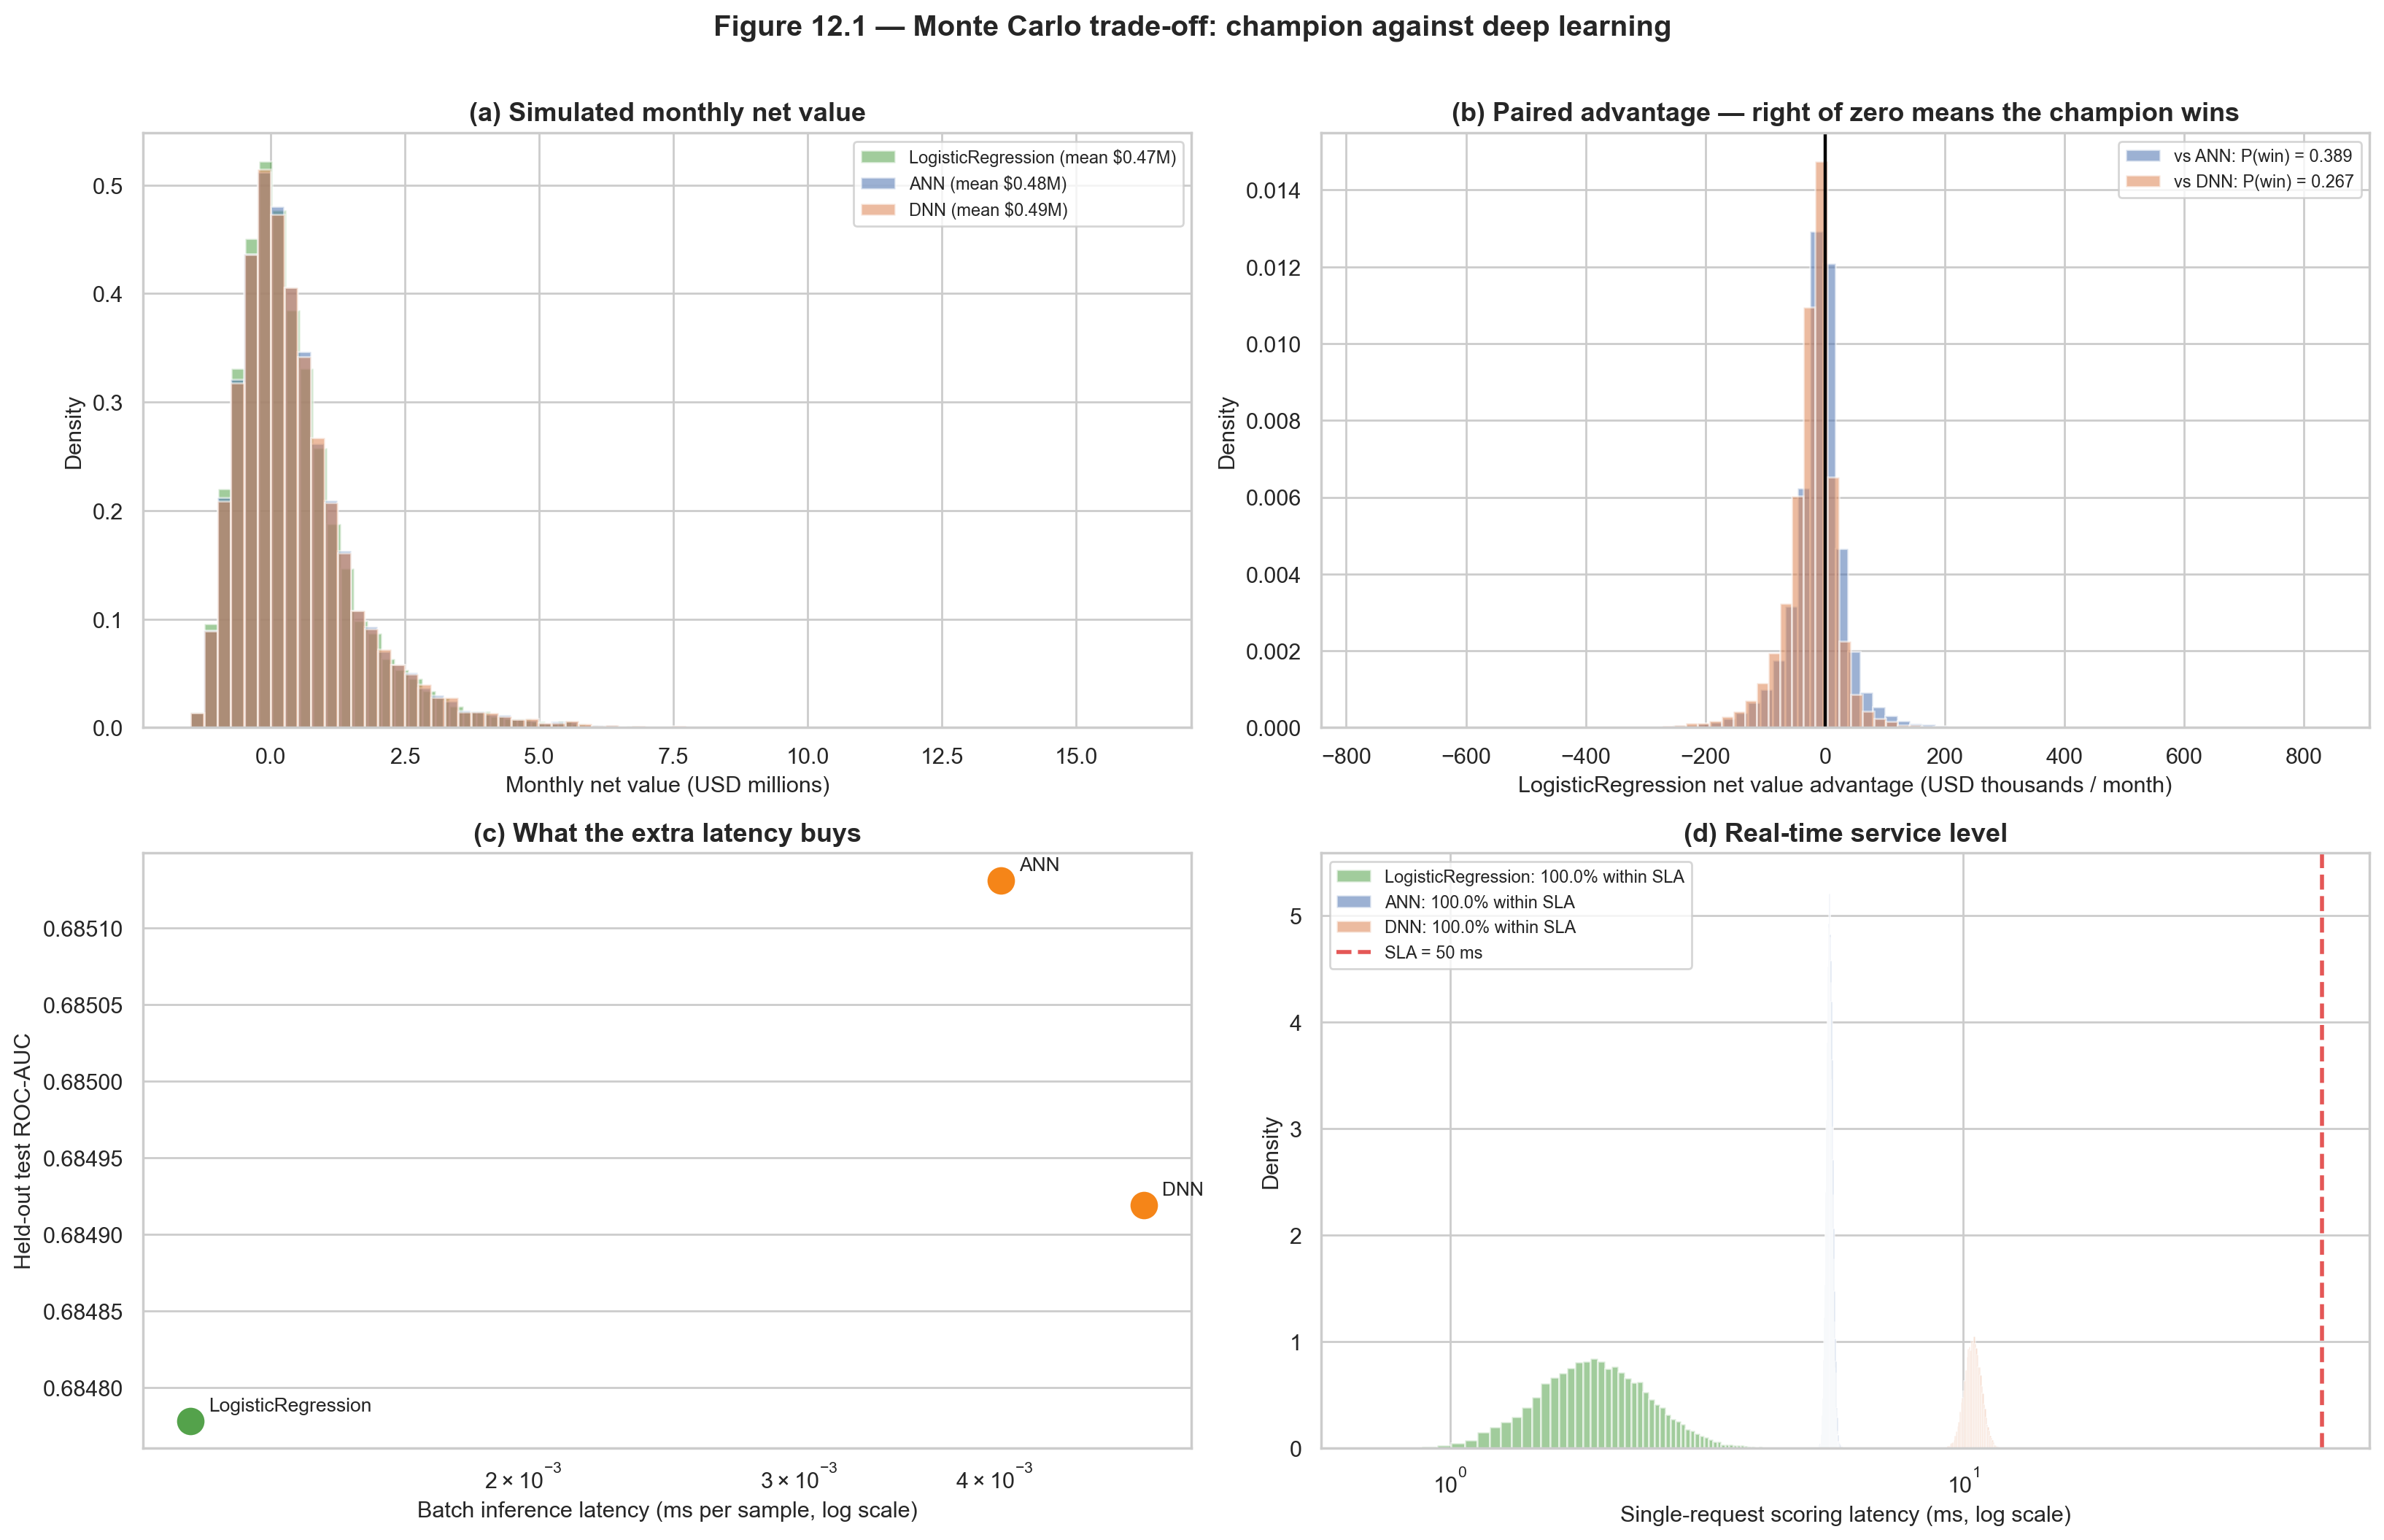 Figure 12.1 — Monte Carlo trade-off: champion against deep learning
(a) Simulated monthly net value
LogisticRegression (mean $0.47M)
ANN (mean $0.48M)
DNN (mean $0.49M)
Density
0.5
0.4
0.3
0.2
0.1
0.0
0.0 2.5 5.0 7.5 10.0 12.5 15.0
Monthly net value (USD millions)
(b) Paired advantage — right of zero means the champion wins
vs ANN: P(win) = 0.389
vs DNN: P(win) = 0.267
Density
0.014
0.012
0.010
0.008
0.006
0.004
0.002
0.000
−800 −600 −400 −200 0 200 400 600 800
LogisticRegression net value advantage (USD thousands / month)
(c) What the extra latency buys
ANN
DNN
LogisticRegression
Held-out test ROC-AUC
0.68510
0.68505
0.68500
0.68495
0.68490
0.68485
0.68480
2 × 10⁻³ 3 × 10⁻³ 4 × 10⁻³
Batch inference latency (ms per sample, log scale)
(d) Real-time service level
LogisticRegression: 100.0% within SLA
ANN: 100.0% within SLA
DNN: 100.0% within SLA
SLA = 50 ms
Density
5
4
3
2
1
0
10⁰ 10¹
Single-request scoring latency (ms, log scale)